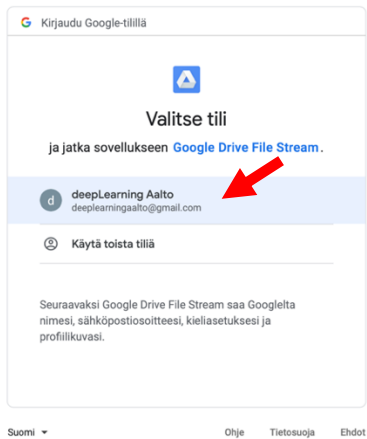 Kirjaudu Google-tilillä
Valitse tili
ja jatka sovellukseen Google Drive File Stream.
d
deepLearning Aalto
deeplearningaalto@gmail.com
Käytä toista tiliä
Seuraavaksi Google Drive File Stream saa Googlelta
nimesi, sähköpostiosoitteesi, kieliasetuksesi ja
profiilikuvasi.
Suomi Ohje Tietosuoja Ehdot